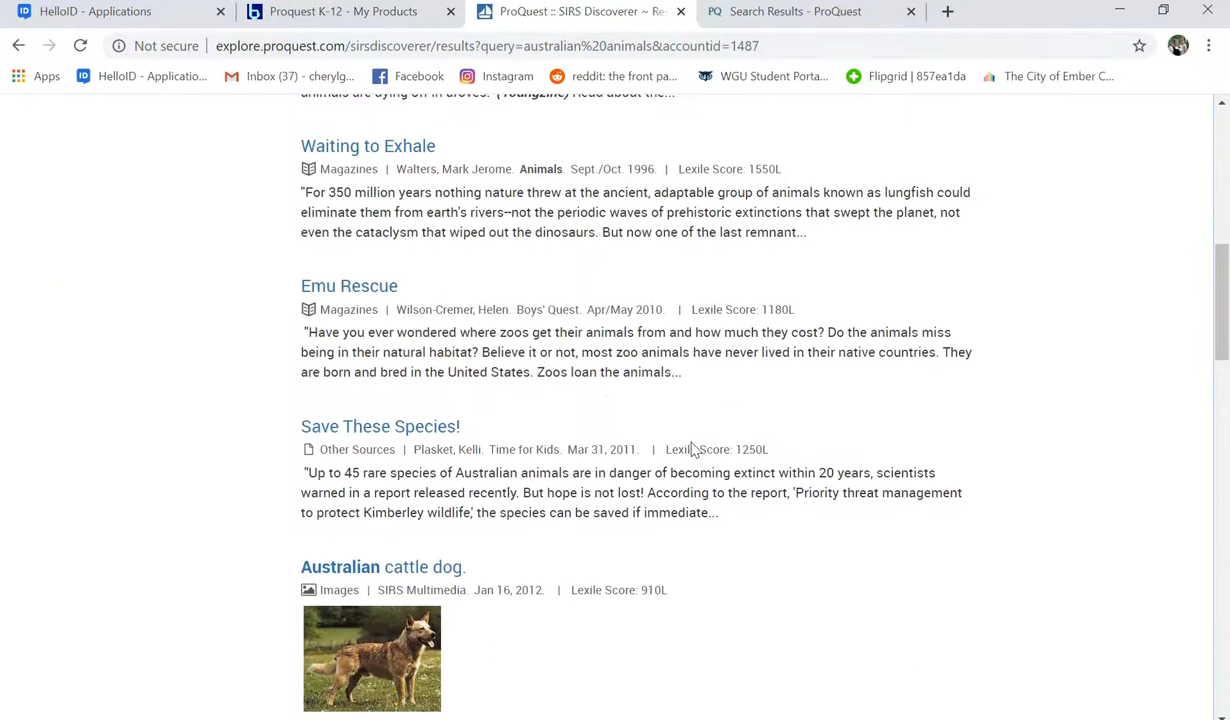 HelloID - Applications
Proquest K-12 - My Products
ProQuest :: SIRS Discoverer ~ Re
Search Results - ProQuest
Not secure
explore.proquest.com/sirsdiscoverer/results?query=australian%20animals&accountid=1487
Apps
HelloID - Applicatio...
Inbox (37) - cherylg...
Facebook
Instagram
reddit: the front pa...
WGU Student Porta...
Flipgrid | 857ea1da
The City of Ember C...
animals are dying off in droves." (Youngzine) Read about the...
Waiting to Exhale
Magazines | Walters, Mark Jerome. Animals. Sept./Oct. 1996. | Lexile Score: 1550L
"For 350 million years nothing nature threw at the ancient, adaptable group of animals known as lungfish could
eliminate them from earth's rivers--not the periodic waves of prehistoric extinctions that swept the planet, not
even the cataclysm that wiped out the dinosaurs. But now one of the last remnant...
Emu Rescue
Magazines | Wilson-Cremer, Helen. Boys' Quest. Apr/May 2010. | Lexile Score: 1180L
"Have you ever wondered where zoos get their animals from and how much they cost? Do the animals miss
being in their natural habitat? Believe it or not, most zoo animals have never lived in their native countries. They
are born and bred in the United States. Zoos loan the animals...
Save These Species!
Other Sources | Plasket, Kelli. Time for Kids. Mar 31, 2011. | Lexile Score: 1250L
"Up to 45 rare species of Australian animals are in danger of becoming extinct within 20 years, scientists
warned in a report released recently. But hope is not lost! According to the report, 'Priority threat management
to protect Kimberley wildlife,' the species can be saved if immediate...
Australian cattle dog.
Images | SIRS Multimedia. Jan 16, 2012. | Lexile Score: 910L